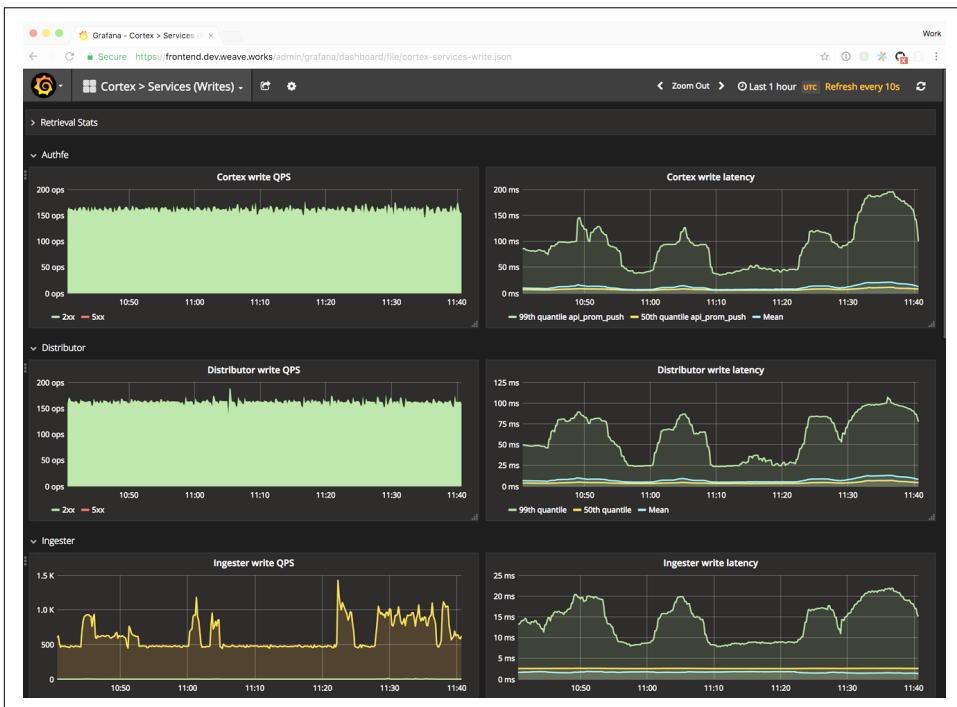 Grafana - Cortex > Services (
Work
Secure https://frontend.dev.weave.works/admin/grafana/dashboard/file/cortex-services-write.json
Cortex > Services (Writes)
Zoom Out
Last 1 hour UTC Refresh every 10s
Retrieval Stats
Authfe
Cortex write QPS
200 ops
150 ops
100 ops
50 ops
0 ops
10:50 11:00 11:10 11:20 11:30 11:40
2xx 5xx
Cortex write latency
200 ms
150 ms
100 ms
50 ms
0 ms
10:50 11:00 11:10 11:20 11:30 11:40
99th quantile api_prom_push 50th quantile api_prom_push Mean
Distributor
Distributor write QPS
200 ops
150 ops
100 ops
50 ops
0 ops
10:50 11:00 11:10 11:20 11:30 11:40
2xx 5xx
Distributor write latency
125 ms
100 ms
75 ms
50 ms
25 ms
0 ms
10:50 11:00 11:10 11:20 11:30 11:40
99th quantile 50th quantile Mean
Ingester
Ingester write QPS
1.5 K
1.0 K
500
0
10:50 11:00 11:10 11:20 11:30 11:40
Ingester write latency
25 ms
20 ms
15 ms
10 ms
5 ms
0 ms
10:50 11:00 11:10 11:20 11:30 11:40